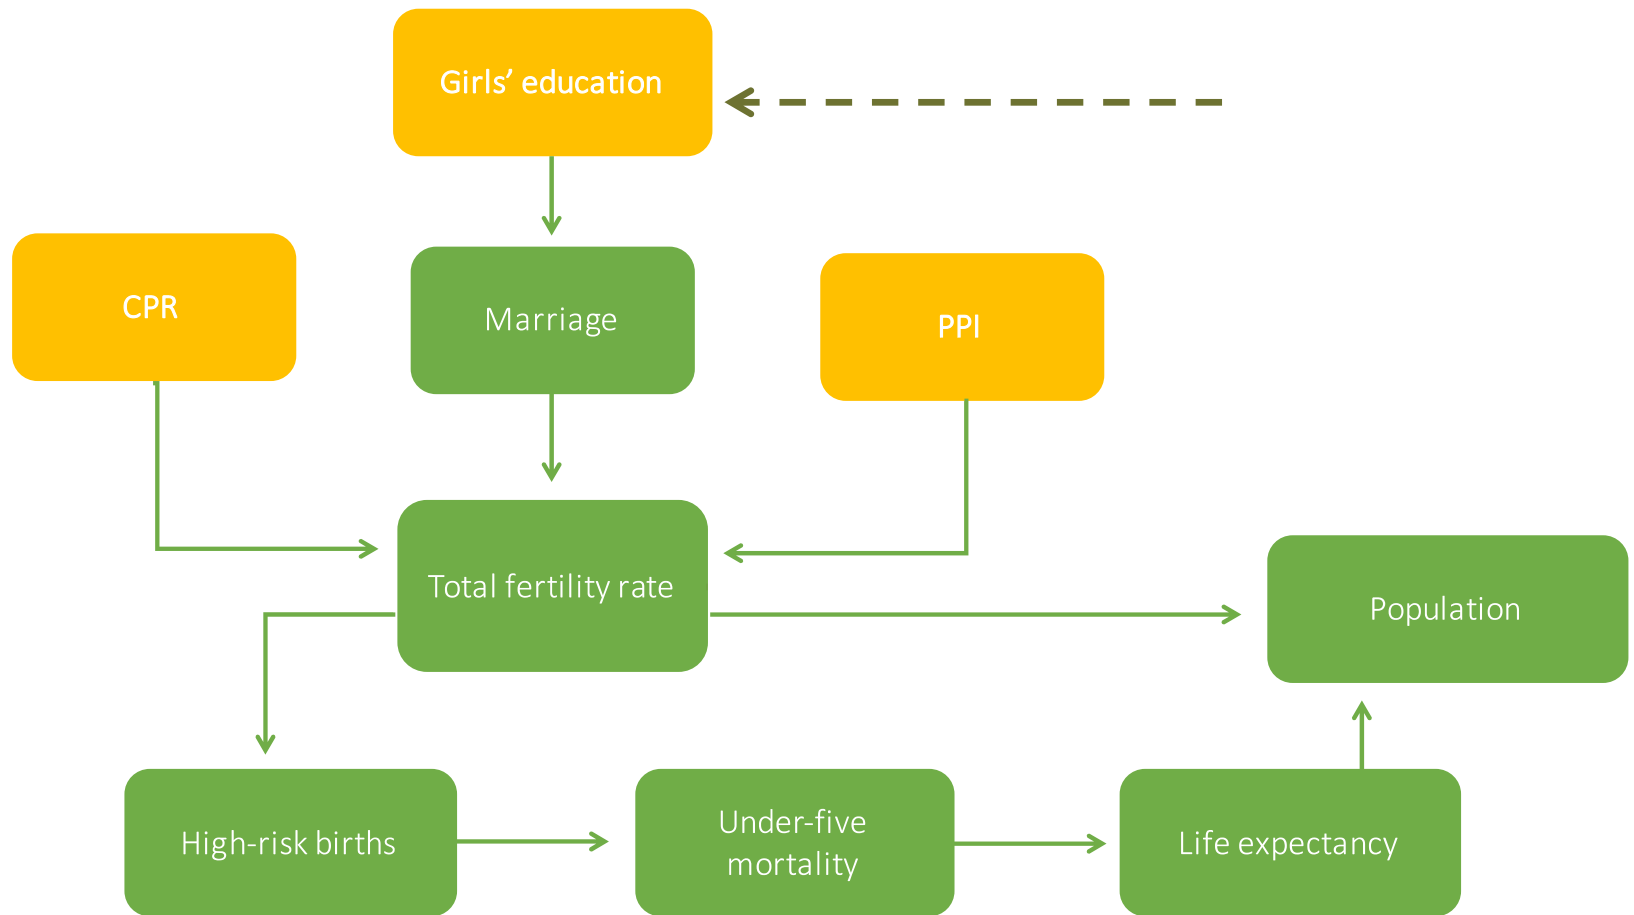 Girls’ education
CPR
Marriage
PPI
Total fertility rate
Population
High-risk births
Under-five
mortality
Life expectancy